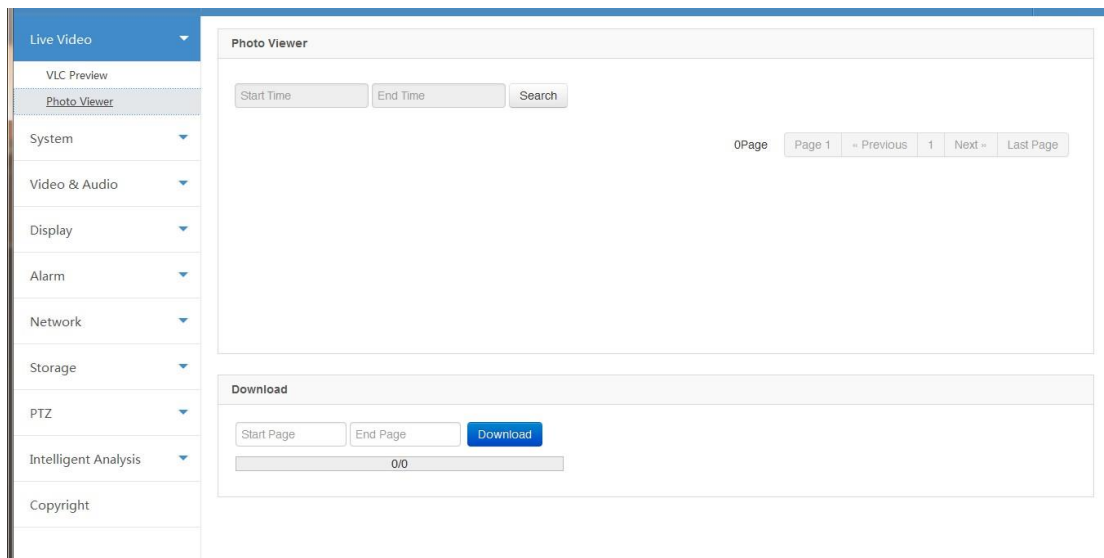 Live Video
VLC Preview
Photo Viewer
System
Video & Audio
Display
Alarm
Network
Storage
PTZ
Intelligent Analysis
Copyright
Photo Viewer
Start Time End Time Search
0Page Page 1 « Previous 1 Next » Last Page
Download
Start Page End Page Download
0/0